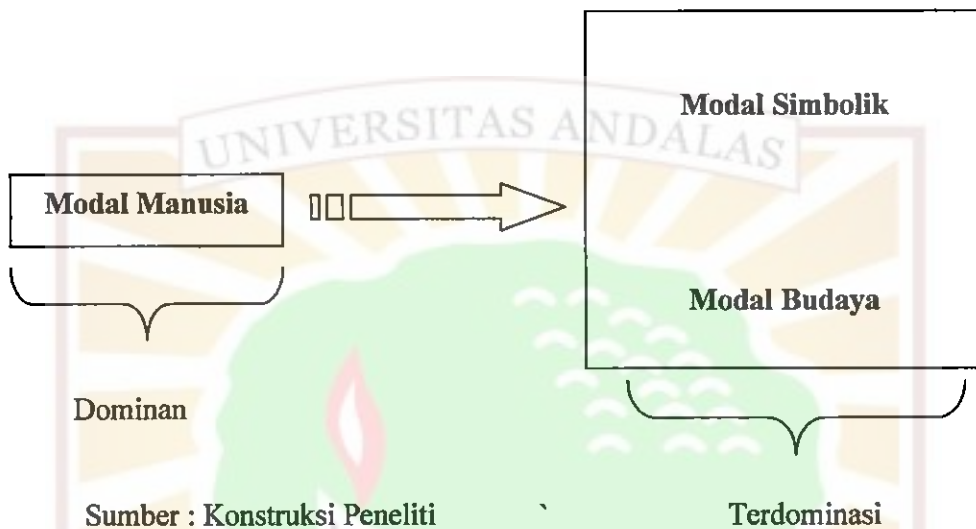 UNIVERSITAS ANDALAS
Modal Simbolik
Modal Manusia
Modal Budaya
Dominan
Sumber : Konstruksi Peneliti
Terdominasi